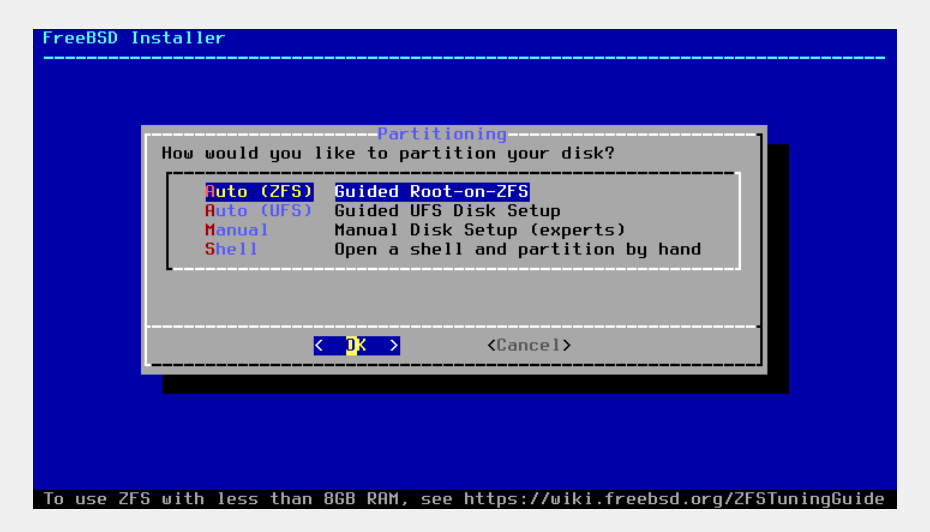 FreeBSD Installer
Partitioning
How would you like to partition your disk?
Auto (ZFS) Guided Root-on-ZFS
Auto (UFS) Guided UFS Disk Setup
Manual Manual Disk Setup (experts)
Shell Open a shell and partition by hand
< OK > <Cancel>
To use ZFS with less than 8GB RAM, see https://wiki.freebsd.org/ZFSTuningGuide